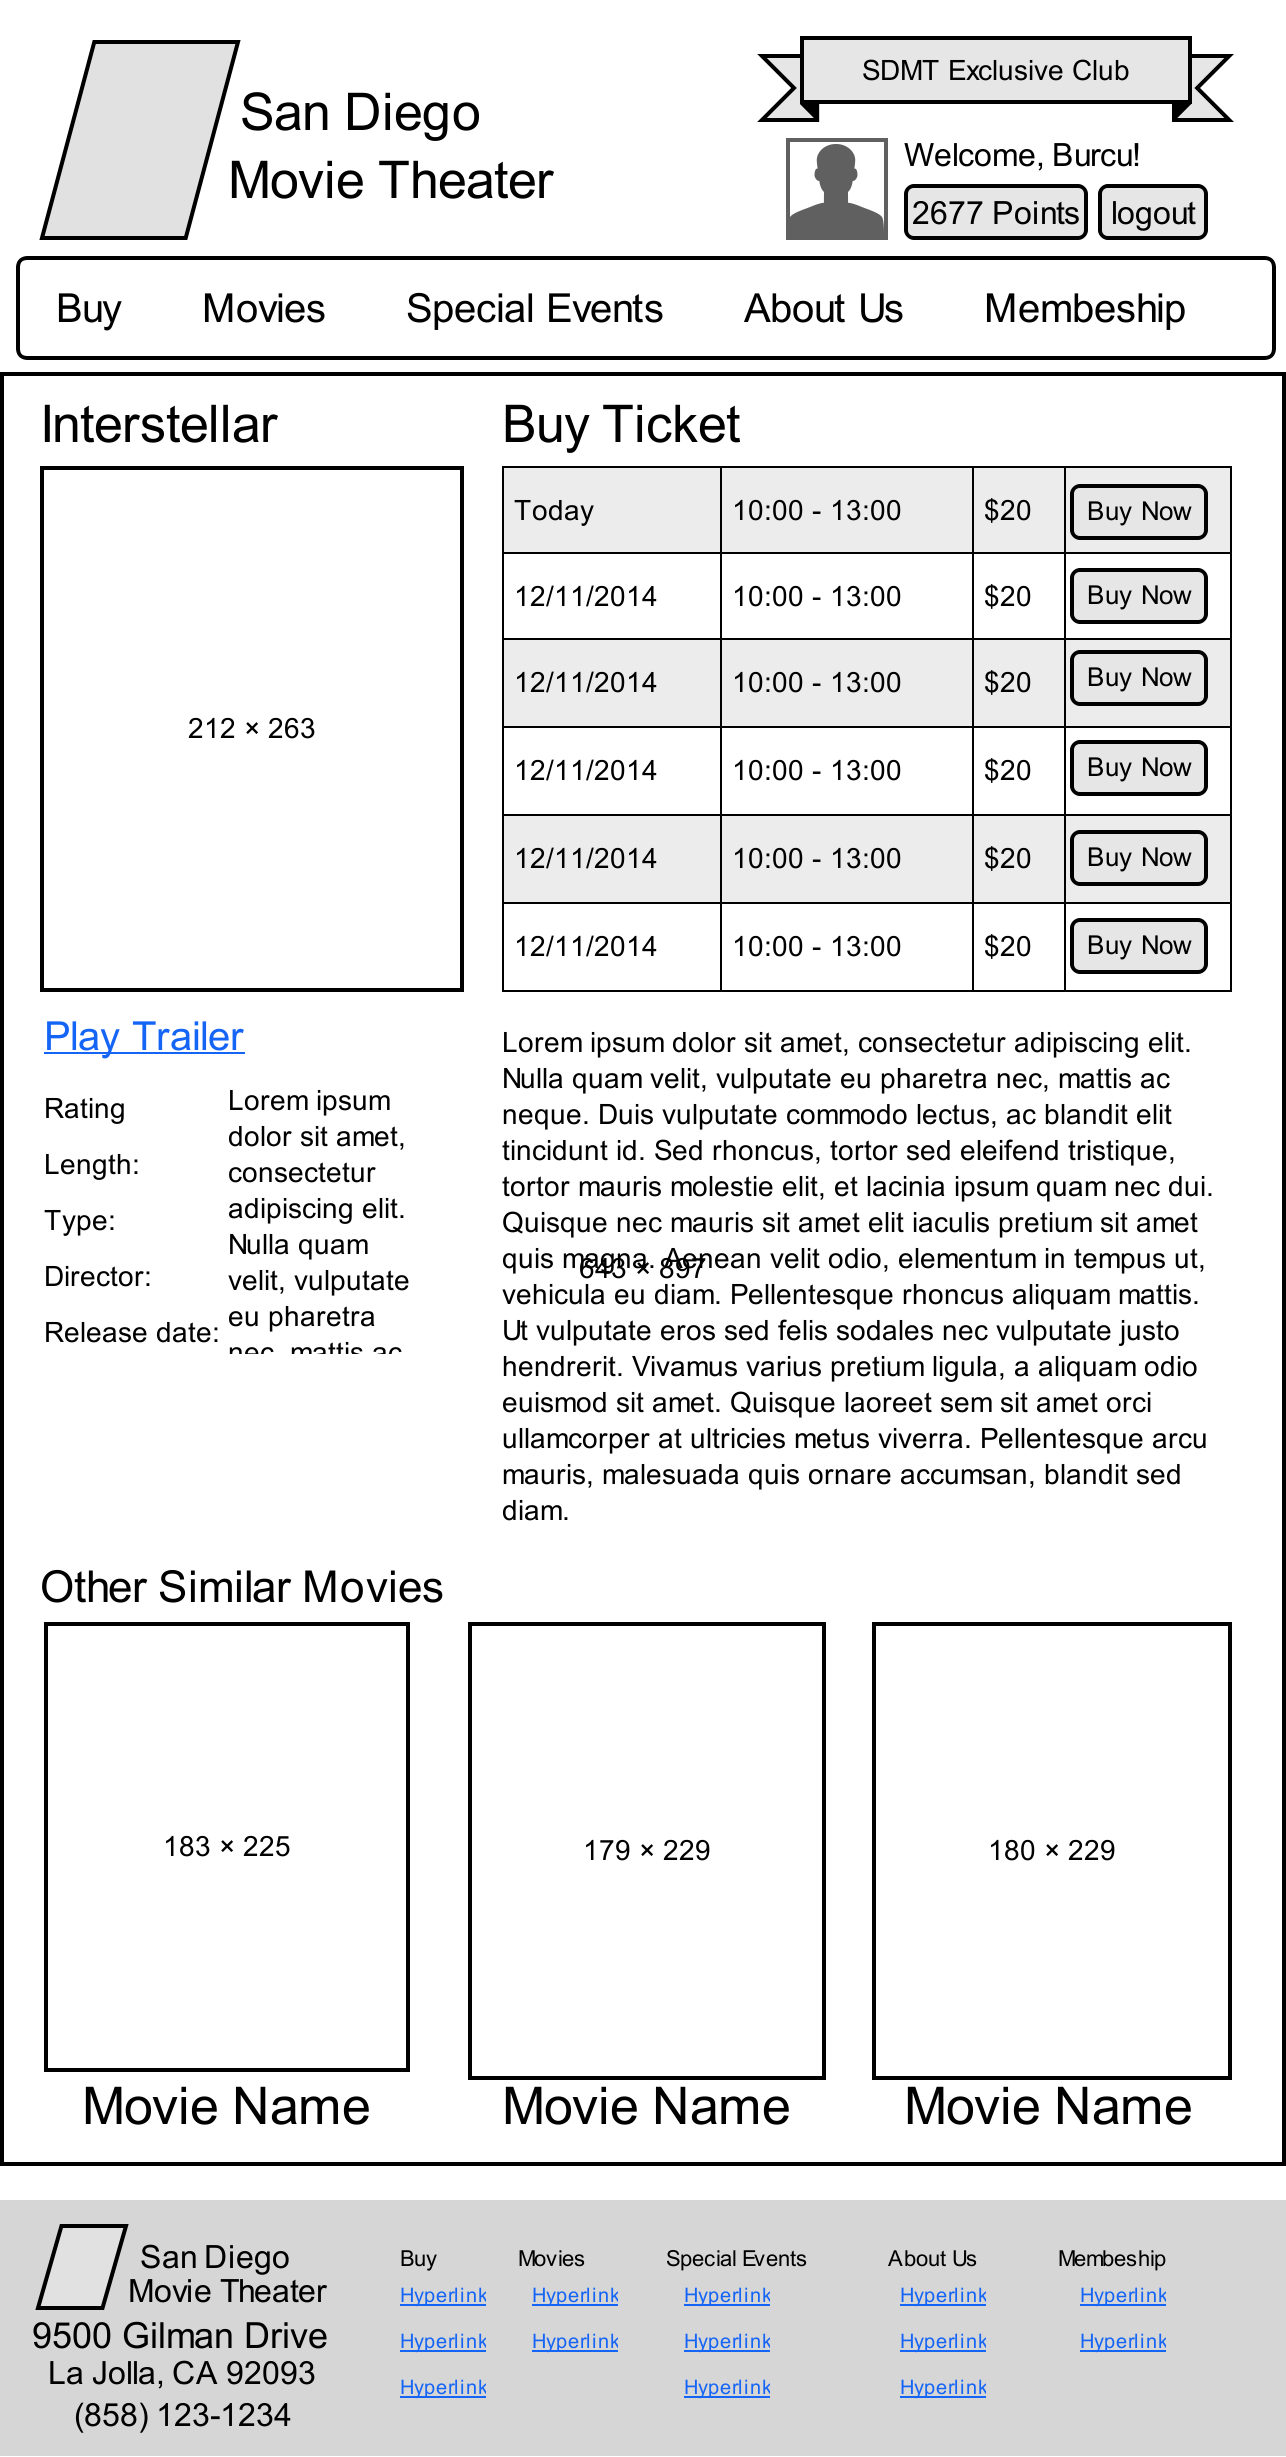 San Diego
Movie Theater
SDMT Exclusive Club
Welcome, Burcu!
2677 Points logout
Buy Movies Special Events About Us Membeship
Interstellar
212 × 263
Play Trailer
Rating
Length:
Type:
Director:
Release date:
Lorem ipsum
dolor sit amet,
consectetur
adipiscing elit.
Nulla quam
velit, vulputate
eu pharetra
nec, mattis ac
Buy Ticket
Today 10:00 - 13:00 $20 Buy Now
12/11/2014 10:00 - 13:00 $20 Buy Now
12/11/2014 10:00 - 13:00 $20 Buy Now
12/11/2014 10:00 - 13:00 $20 Buy Now
12/11/2014 10:00 - 13:00 $20 Buy Now
12/11/2014 10:00 - 13:00 $20 Buy Now
Lorem ipsum dolor sit amet, consectetur adipiscing elit.
Nulla quam velit, vulputate eu pharetra nec, mattis ac
neque. Duis vulputate commodo lectus, ac blandit elit
tincidunt id. Sed rhoncus, tortor sed eleifend tristique,
tortor mauris molestie elit, et lacinia ipsum quam nec dui.
Quisque nec mauris sit amet elit iaculis pretium sit amet
quis magna. Aenean velit odio, elementum in tempus ut,
643 × 897
vehicula eu diam. Pellentesque rhoncus aliquam mattis.
Ut vulputate eros sed felis sodales nec vulputate justo
hendrerit. Vivamus varius pretium ligula, a aliquam odio
euismod sit amet. Quisque laoreet sem sit amet orci
ullamcorper at ultricies metus viverra. Pellentesque arcu
mauris, malesuada quis ornare accumsan, blandit sed
diam.
Other Similar Movies
183 × 225 179 × 229 180 × 229
Movie Name Movie Name Movie Name
San Diego
Movie Theater
9500 Gilman Drive
La Jolla, CA 92093
(858) 123-1234
Buy Movies Special Events About Us Membeship
Hyperlink Hyperlink Hyperlink Hyperlink Hyperlink
Hyperlink Hyperlink Hyperlink Hyperlink Hyperlink
Hyperlink Hyperlink Hyperlink